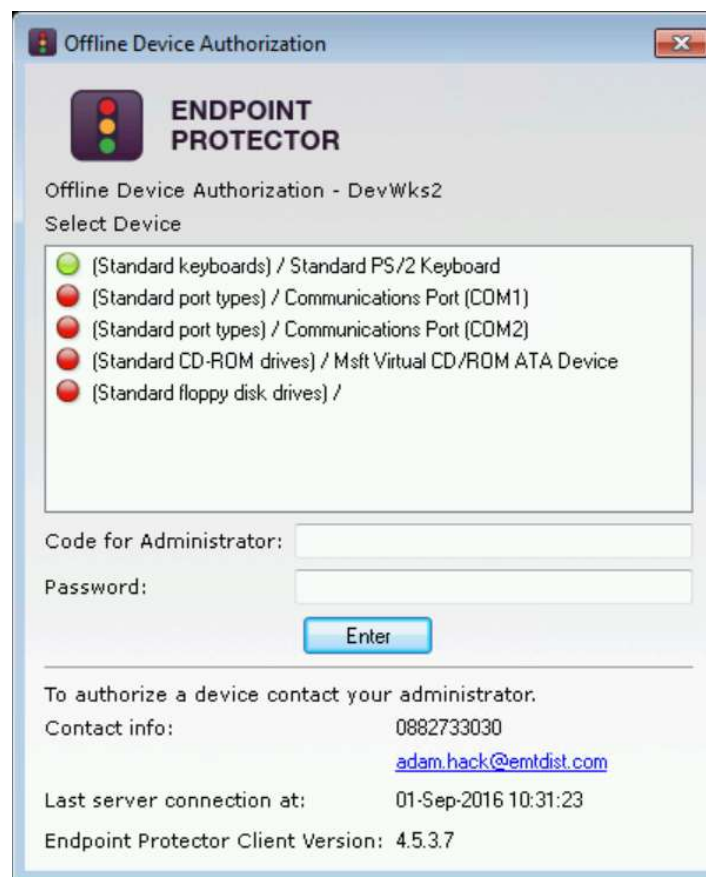 Offline Device Authorization
ENDPOINT
PROTECTOR
Offline Device Authorization - DevWks2
Select Device
(Standard keyboards) / Standard PS/2 Keyboard
(Standard port types) / Communications Port (COM1)
(Standard port types) / Communications Port (COM2)
(Standard CD-ROM drives) / Msft Virtual CD/ROM ATA Device
(Standard floppy disk drives) /
Code for Administrator:
Password:
Enter
To authorize a device contact your administrator.
Contact info: 0882733030
adam.hack@emtdist.com
Last server connection at: 01-Sep-2016 10:31:23
Endpoint Protector Client Version: 4.5.3.7